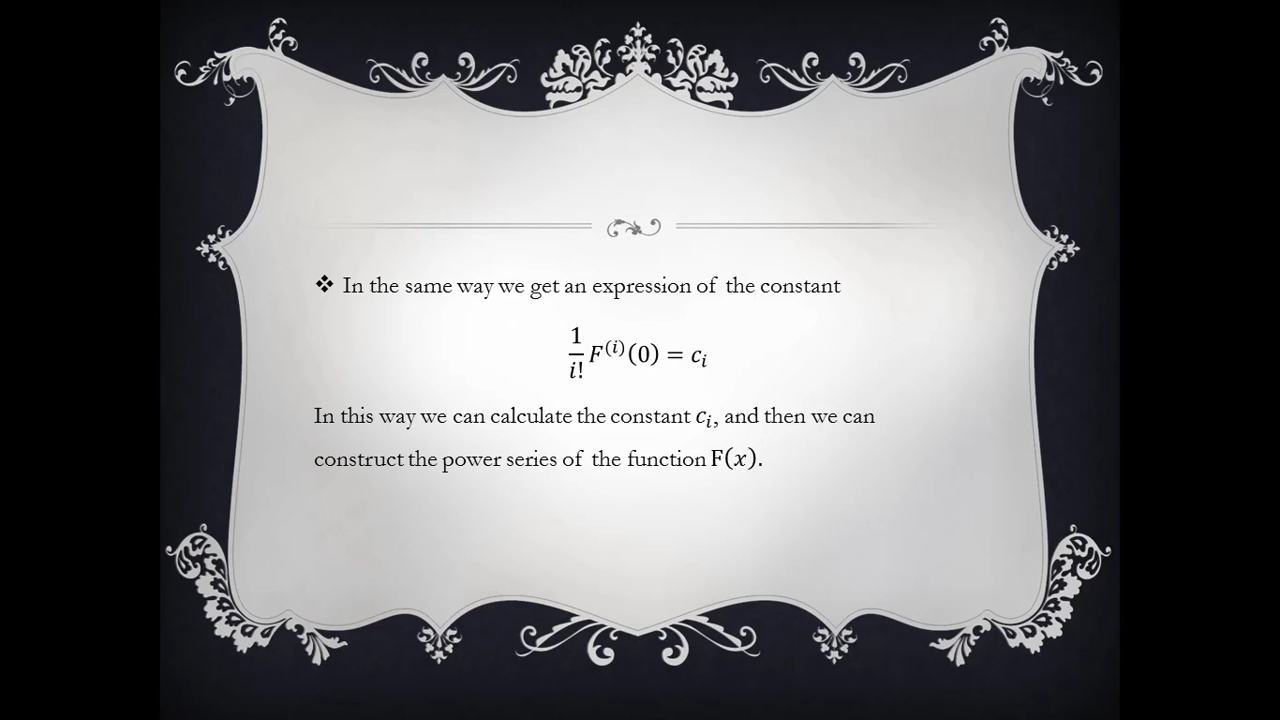 ❖ In the same way we get an expression of the constant
\frac{1}{i!} F^{(i)}(0) = c_i
In this way we can calculate the constant c_i, and then we can
construct the power series of the function F(x).